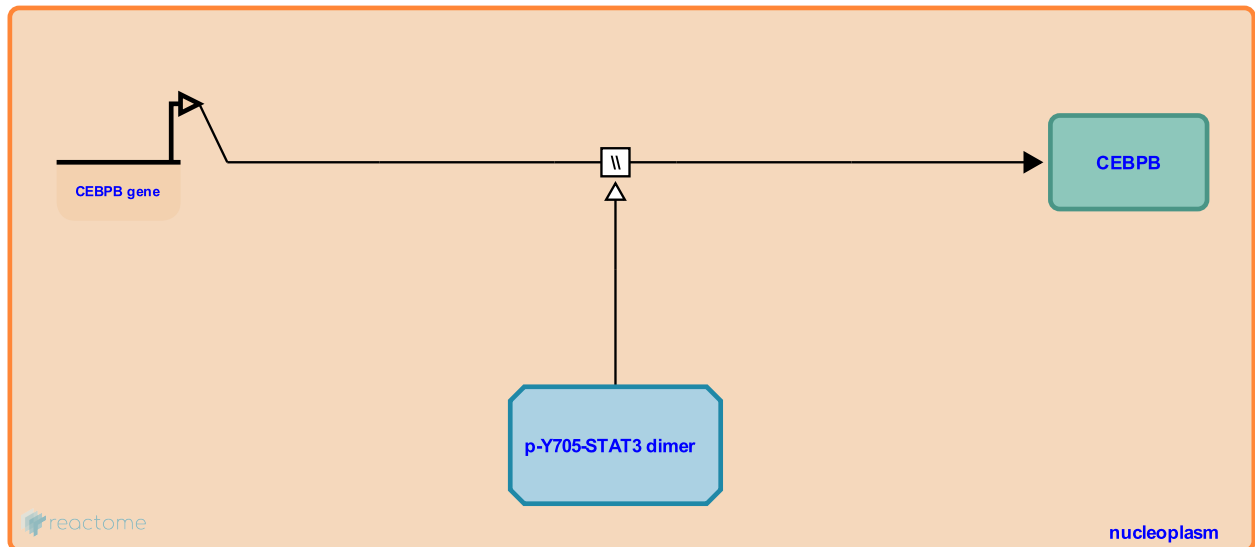 CEBPB gene
\\
CEBPB
p-Y705-STAT3 dimer
reactome
nucleoplasm